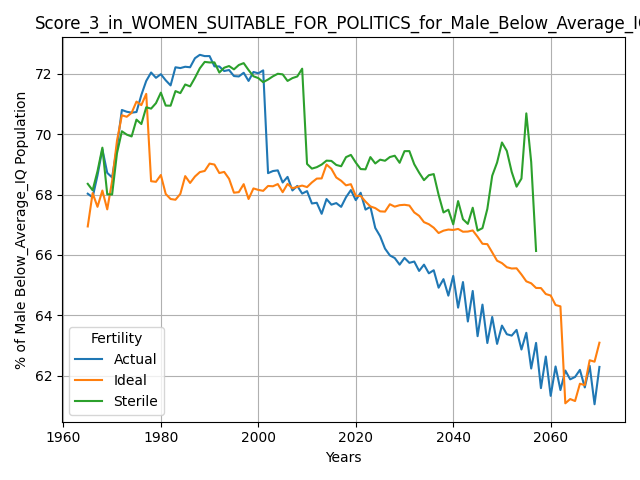 Score_3_in_WOMEN_SUITABLE_FOR_POLITICS_for_Male_Below_Average_IQ
% of Male Below_Average_IQ Population
72
70
68
66
64
62
Fertility
Actual
Ideal
Sterile
1960
1980
2000
2020
2040
2060
Years